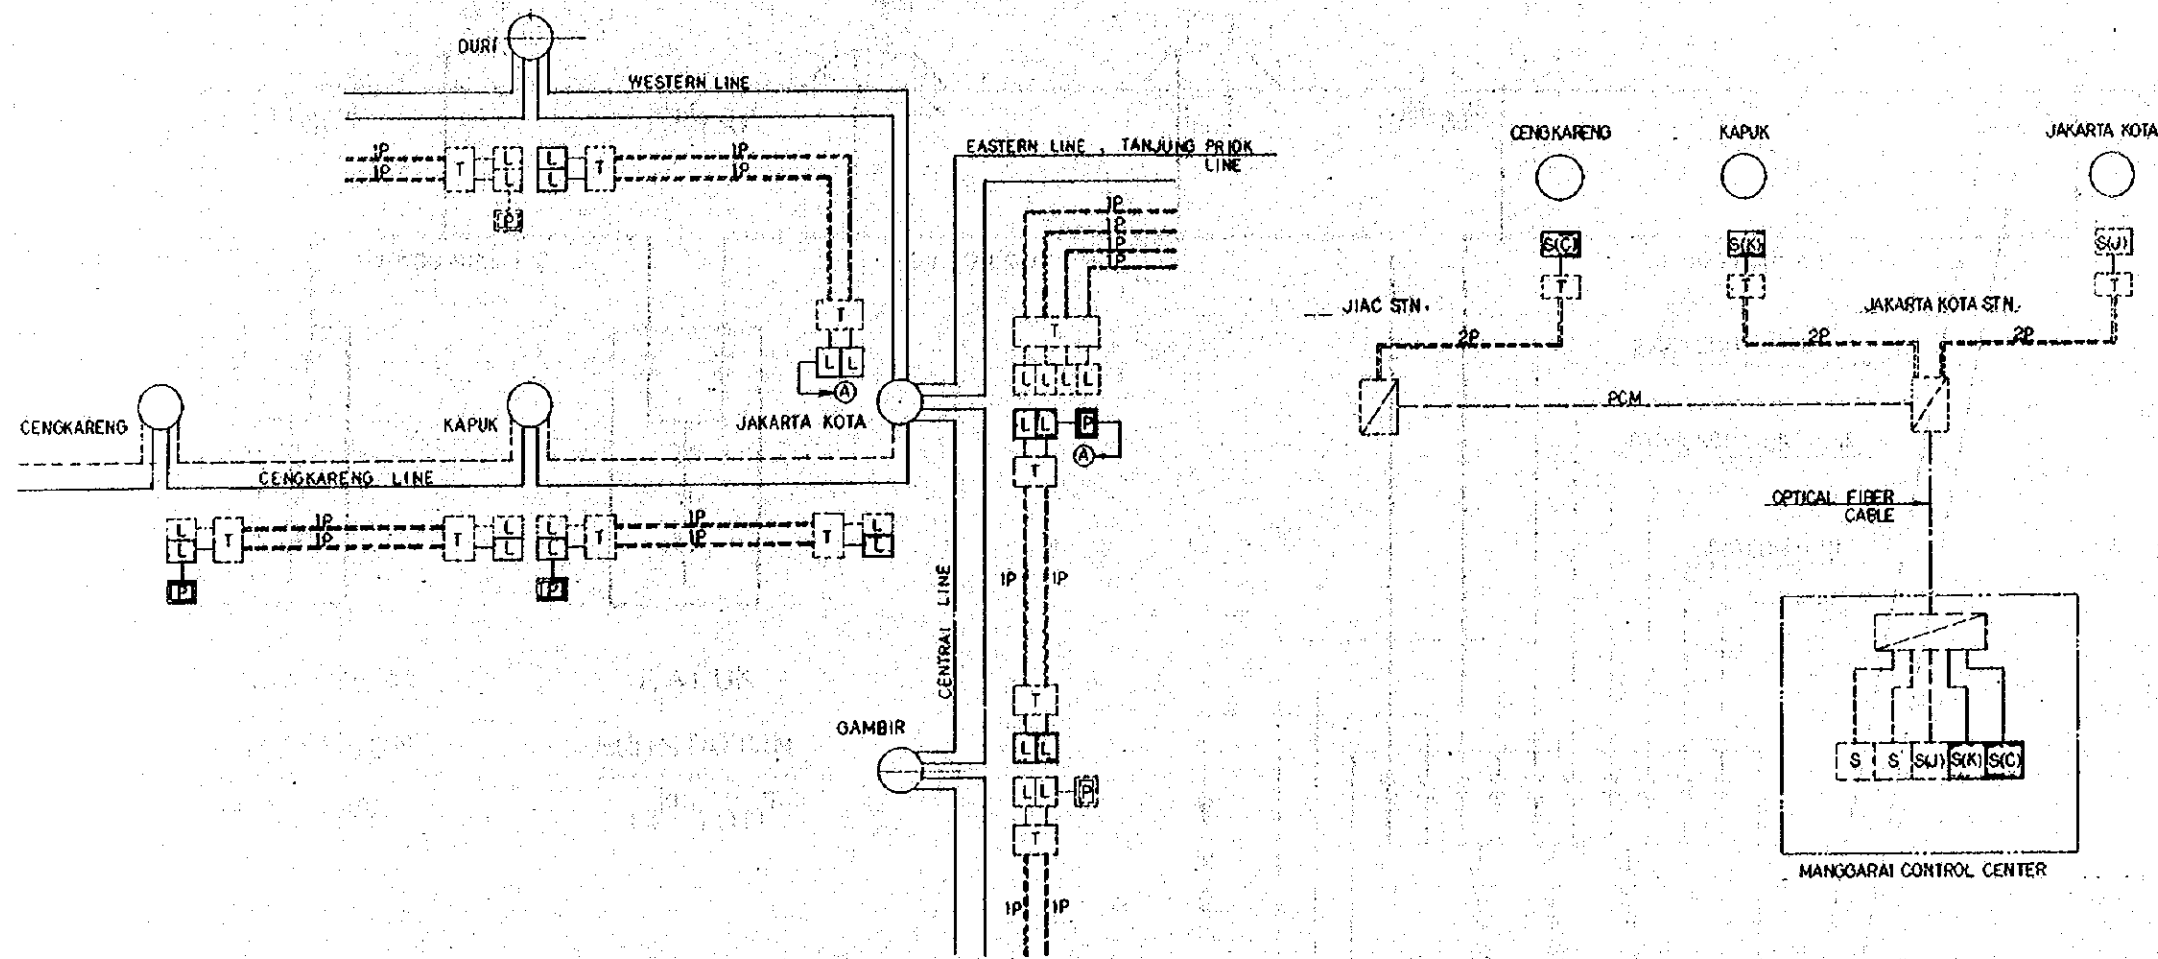 DURI
WESTERN LINE
1P
1P
T
L
L
L
L
T
1P
1P
P
EASTERN LINE , TANJUNG PRIOK
LINE
1P
1P
1P
1P
T
L L
A
T
L L L L
L L P
A
T
CENGKARENG
KAPUK
JAKARTA KOTA
CENGKARENG LINE
L
L
T
1P
1P
T
L
L
L
L
T
1P
1P
T
L
L
P
P
CENTRAL LINE
1P 1P
T
L L
GAMBIR
L L P
T
1P 1P
CENGKARENG
KAPUK
JAKARTA KOTA
S(C)
S(K)
S(J)
T
T
T
JIAC STN.
JAKARTA KOTA STN.
2P
2P
2P
PCM
OPTICAL FIBER
CABLE
S S S(J) S(K) S(C)
MANGGARAI CONTROL CENTER